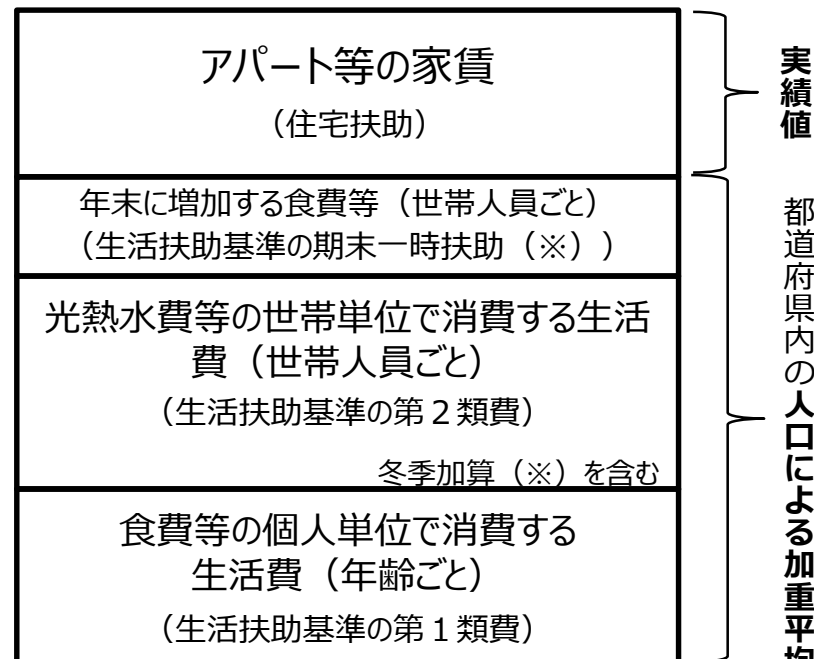 アパート等の家賃
（住宅扶助）
年末に増加する食費等（世帯人員ごと）
（生活扶助基準の期末一時扶助（※））
光熱水費等の世帯単位で消費する生活
費（世帯人員ごと）
（生活扶助基準の第２類費）
冬季加算（※）を含む
食費等の個人単位で消費する
生活費（年齢ごと）
（生活扶助基準の第１類費）
実績値
都道府県内の人口による加重平均